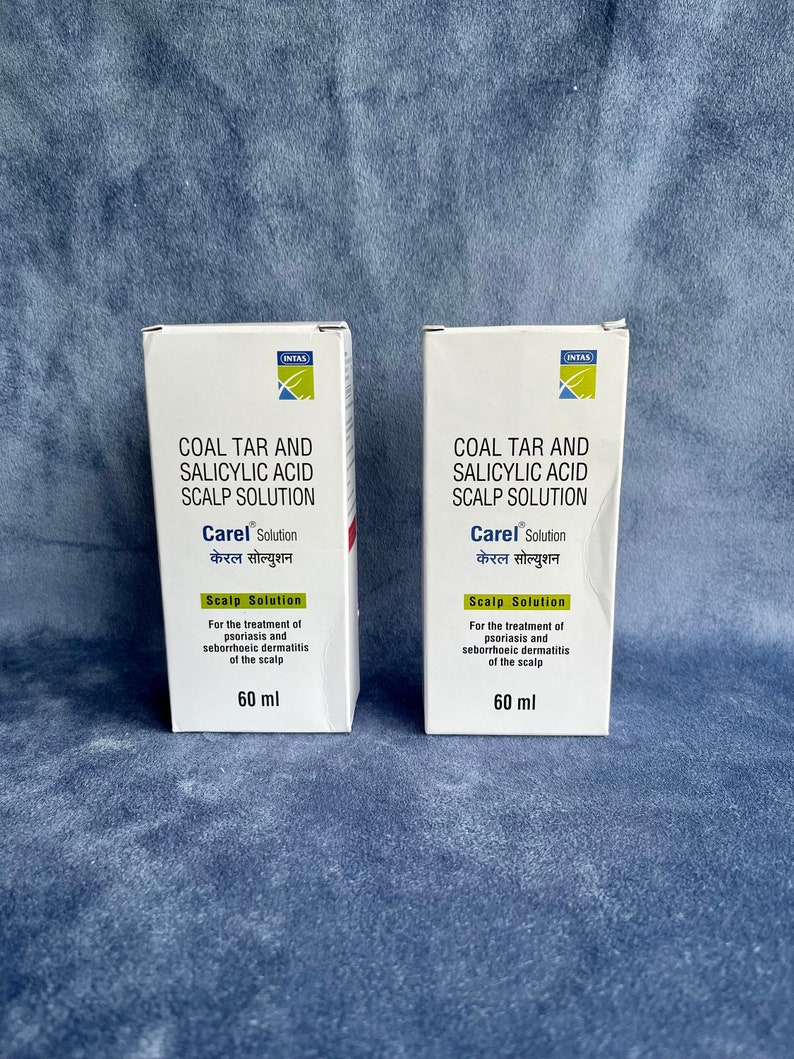 INTAS
COAL TAR AND
SALICYLIC ACID
SCALP SOLUTION
Carel® Solution
केरल सोल्युशन
Scalp Solution
For the treatment of
psoriasis and
seborrhoeic dermatitis
of the scalp
60 ml
INTAS
COAL TAR AND
SALICYLIC ACID
SCALP SOLUTION
Carel® Solution
केरल सोल्युशन
Scalp Solution
For the treatment of
psoriasis and
seborrhoeic dermatitis
of the scalp
60 ml